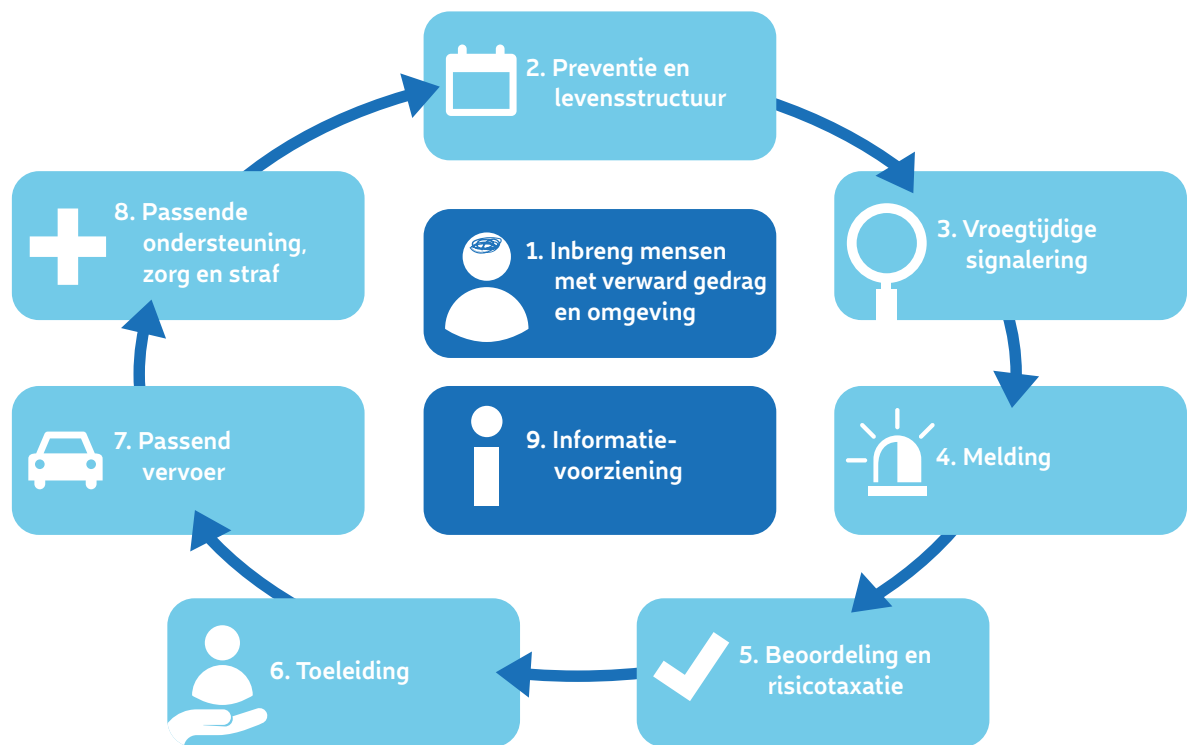 2. Preventie en
levensstructuur
8. Passende
ondersteuning,
zorg en straf
1. Inbreng mensen
met verward gedrag
en omgeving
3. Vroegtijdige
signalering
7. Passend
vervoer
9. Informatie-
voorziening
4. Melding
6. Toeleiding
5. Beoordeling en
risicotaxatie